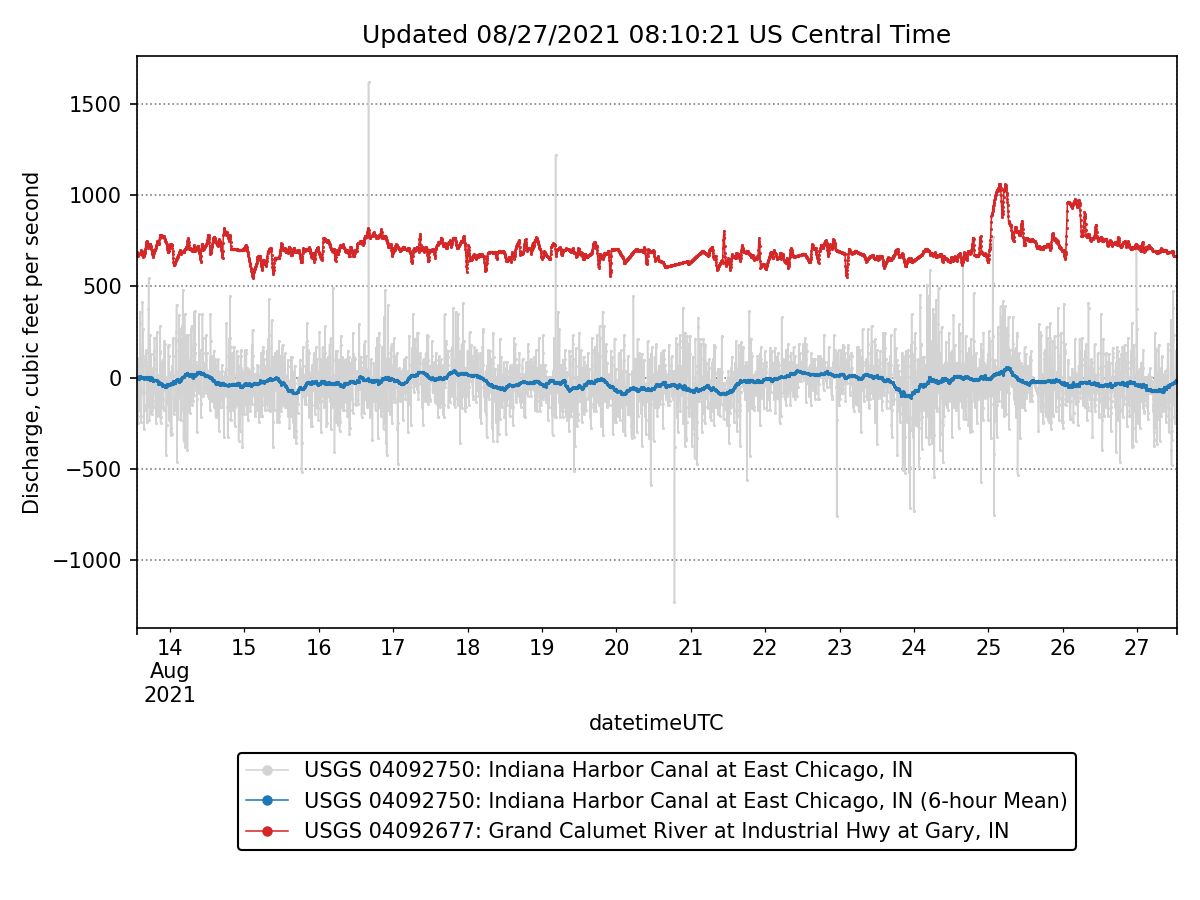 Updated 08/27/2021 08:10:21 US Central Time
Discharge, cubic feet per second
1500
1000
500
0
−500
−1000
14 15 16 17 18 19 20 21 22 23 24 25 26 27
Aug
2021
datetimeUTC
USGS 04092750: Indiana Harbor Canal at East Chicago, IN
USGS 04092750: Indiana Harbor Canal at East Chicago, IN (6-hour Mean)
USGS 04092677: Grand Calumet River at Industrial Hwy at Gary, IN